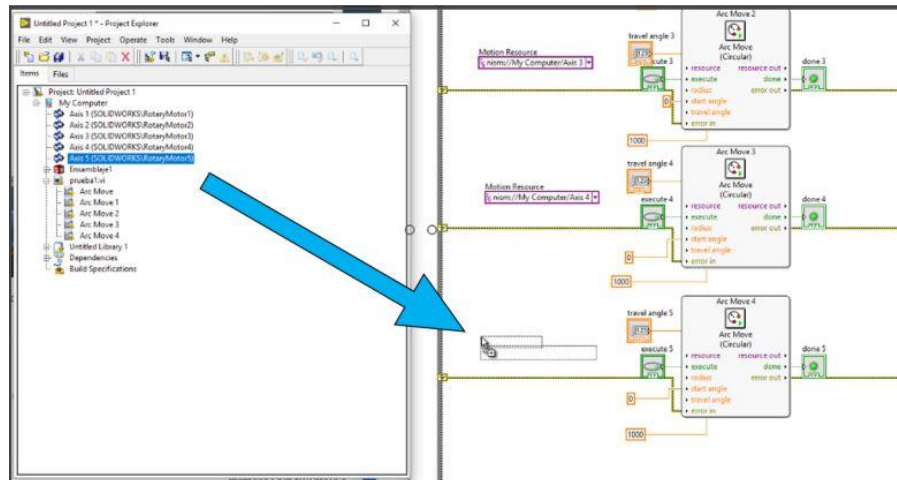 Untitled Project 1 * - Project Explorer
File Edit View Project Operate Tools Window Help
Items Files
Project: Untitled Project 1
My Computer
Axis 1 (SOLIDWORKS\RotaryMotor1)
Axis 2 (SOLIDWORKS\RotaryMotor2)
Axis 3 (SOLIDWORKS\RotaryMotor3)
Axis 4 (SOLIDWORKS\RotaryMotor4)
Axis 5 (SOLIDWORKS\RotaryMotor5)
Ensamblaje1
prueba1.vi
Arc Move
Arc Move 1
Arc Move 2
Arc Move 3
Arc Move 4
Untitled Library 1
Dependencies
Build Specifications
Arc Move 2
travel angle 3
Arc Move
(Circular)
Motion Resource
nism://My Computer/Axis 3
execute 3
resource resource out
execute done
radius error out
start angle
travel angle
error in
done 3
0
1000
Arc Move 3
travel angle 4
Arc Move
(Circular)
Motion Resource
nism://My Computer/Axis 4
execute 4
resource resource out
execute done
radius error out
start angle
travel angle
error in
done 4
0
1000
Arc Move 4
travel angle 5
Arc Move
(Circular)
execute 5
resource resource out
execute done
radius error out
start angle
travel angle
error in
done 5
0
1000